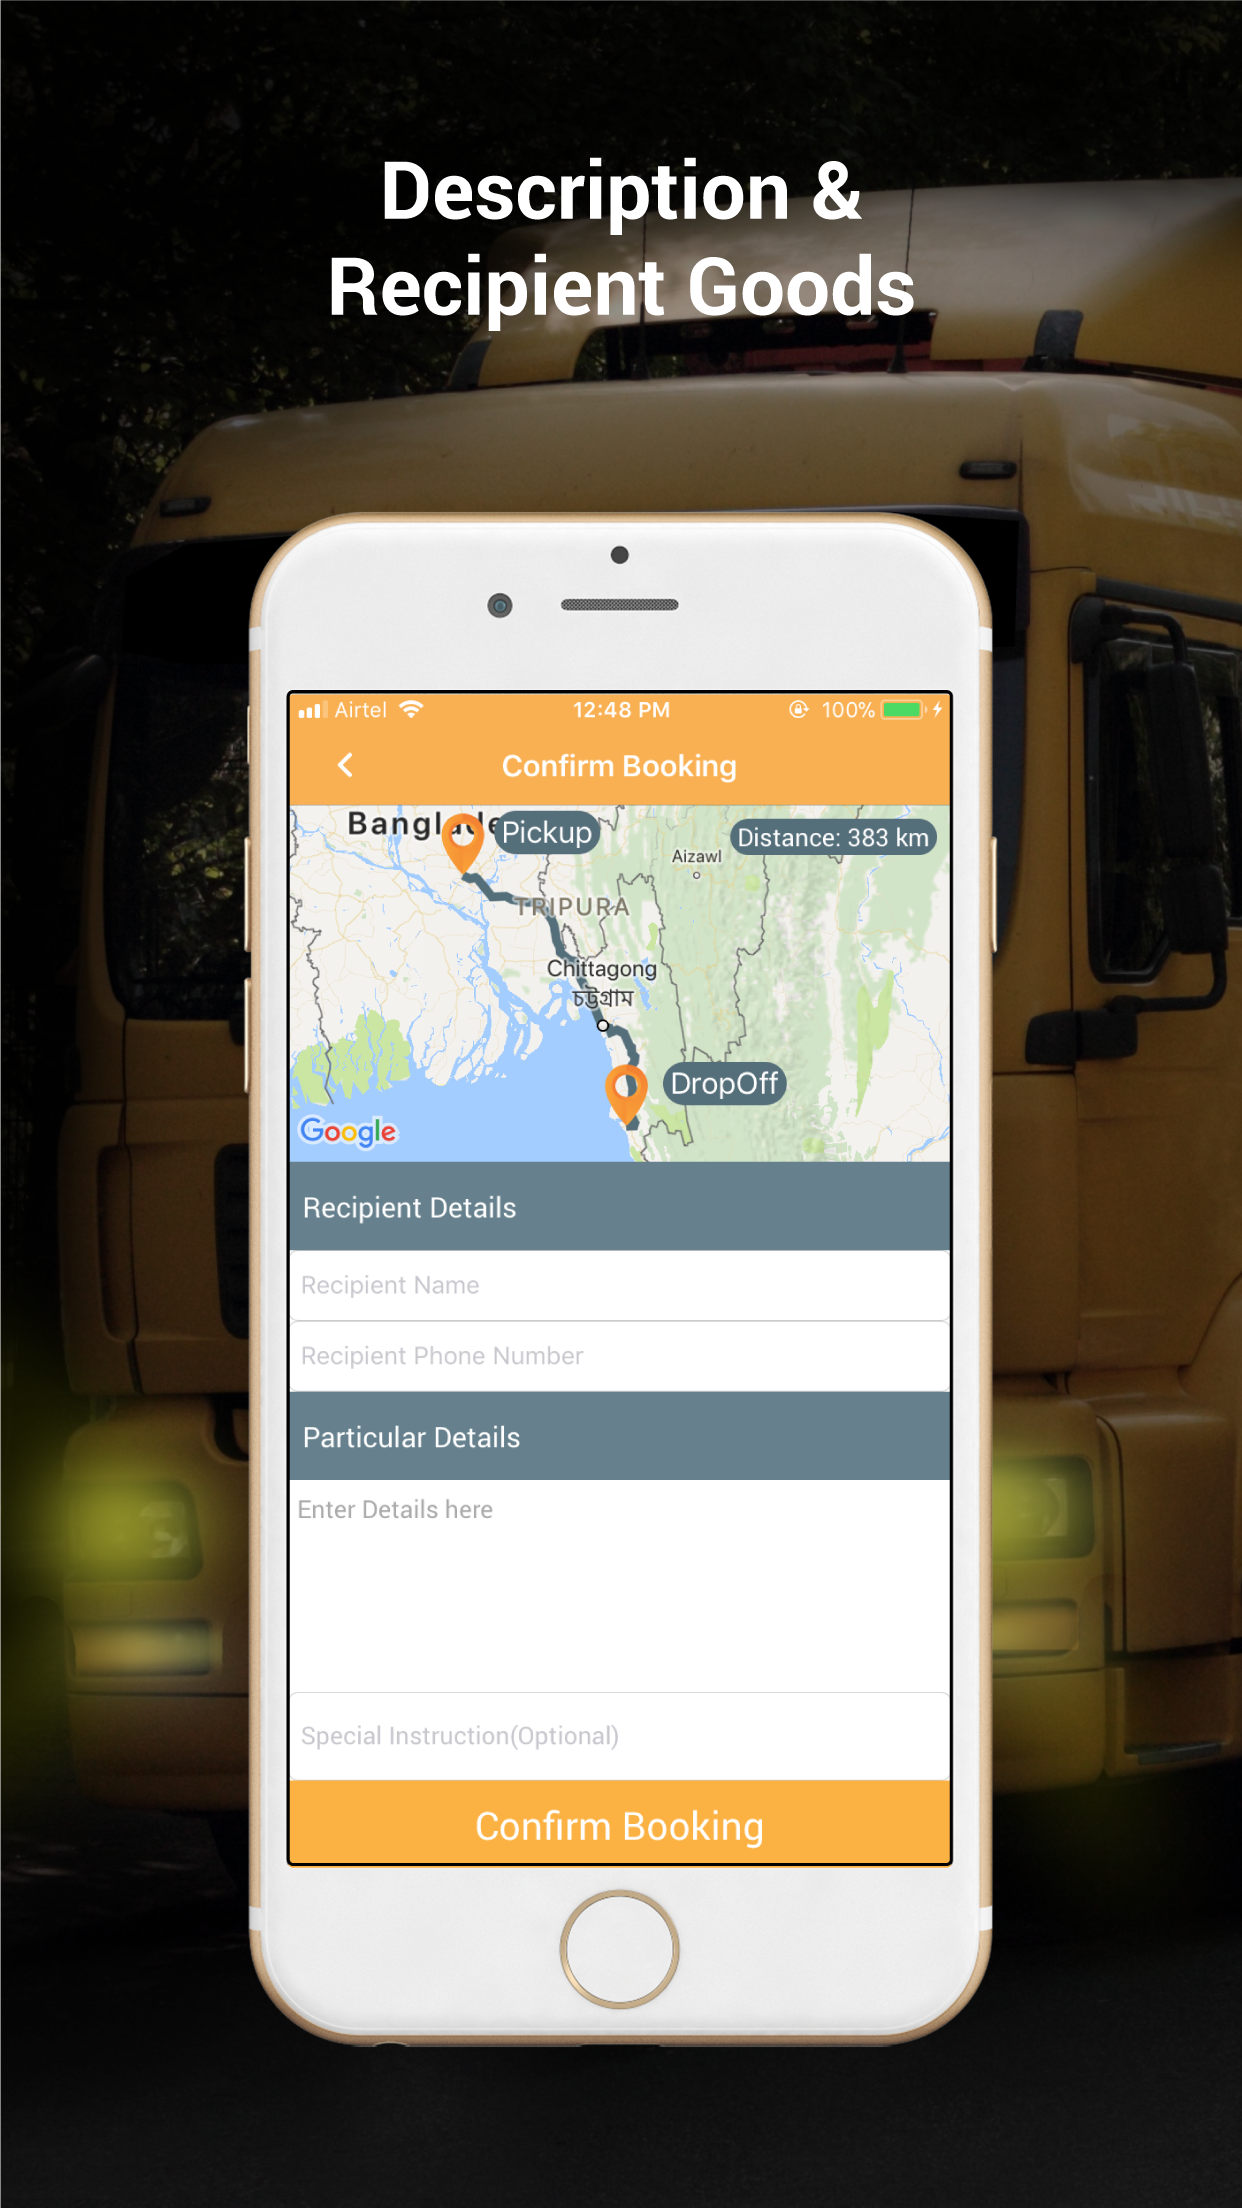 Description &
Recipient Goods
Airtel 12:48 PM 100%
Confirm Booking
Pickup
Distance: 383 km
Aizawl
TRIPURA
Chittagong
চট্টগ্রাম
DropOff
Google
Recipient Details
Recipient Name
Recipient Phone Number
Particular Details
Enter Details here
Special Instruction(Optional)
Confirm Booking